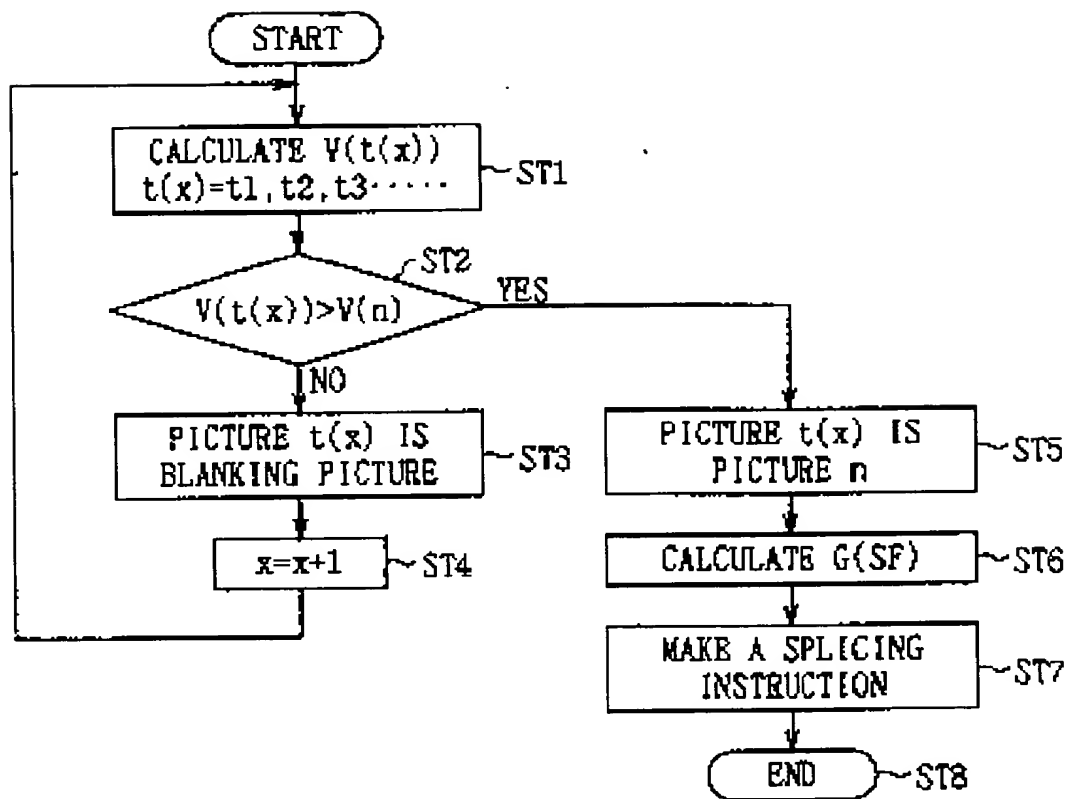 START
CALCULATE V(t(x))
t(x)=t1,t2,t3·····
ST1
ST2
V(t(x))>V(n)
YES
NO
PICTURE t(x) IS
BLANKING PICTURE
ST3
x=x+1
ST4
PICTURE t(x) IS
PICTURE n
ST5
CALCULATE G(SF)
ST6
MAKE A SPLICING
INSTRUCTION
ST7
END
ST8